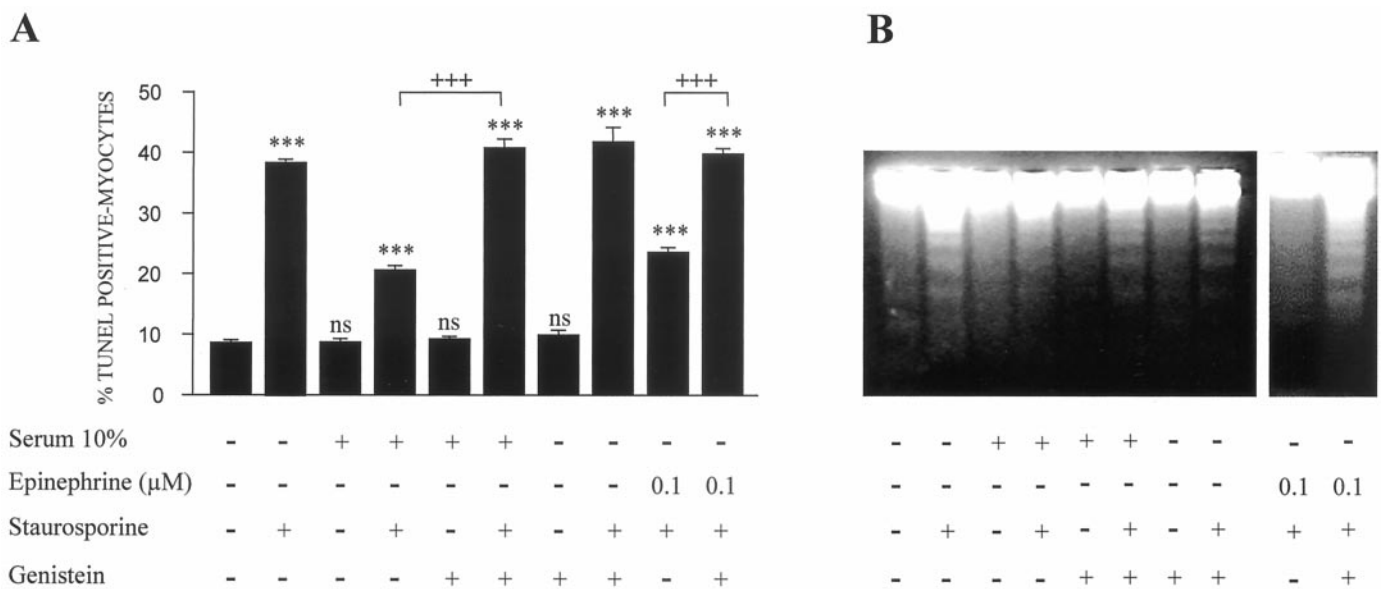 A
B
% TUNEL POSITIVE-MYOCYTES
+++ +++
50
40
30
20
10
0
*** ns *** ns *** ns *** *** ***
Serum 10% - - + + + + - - - -
Epinephrine (µM) - - - - - - - - 0.1 0.1
Staurosporine - + - + - + - + + +
Genistein - - - - + + + + - +
- - + + + + - - - -
- - - - - - - - 0.1 0.1
- + - + - + - + + +
- - - - + + + + - +